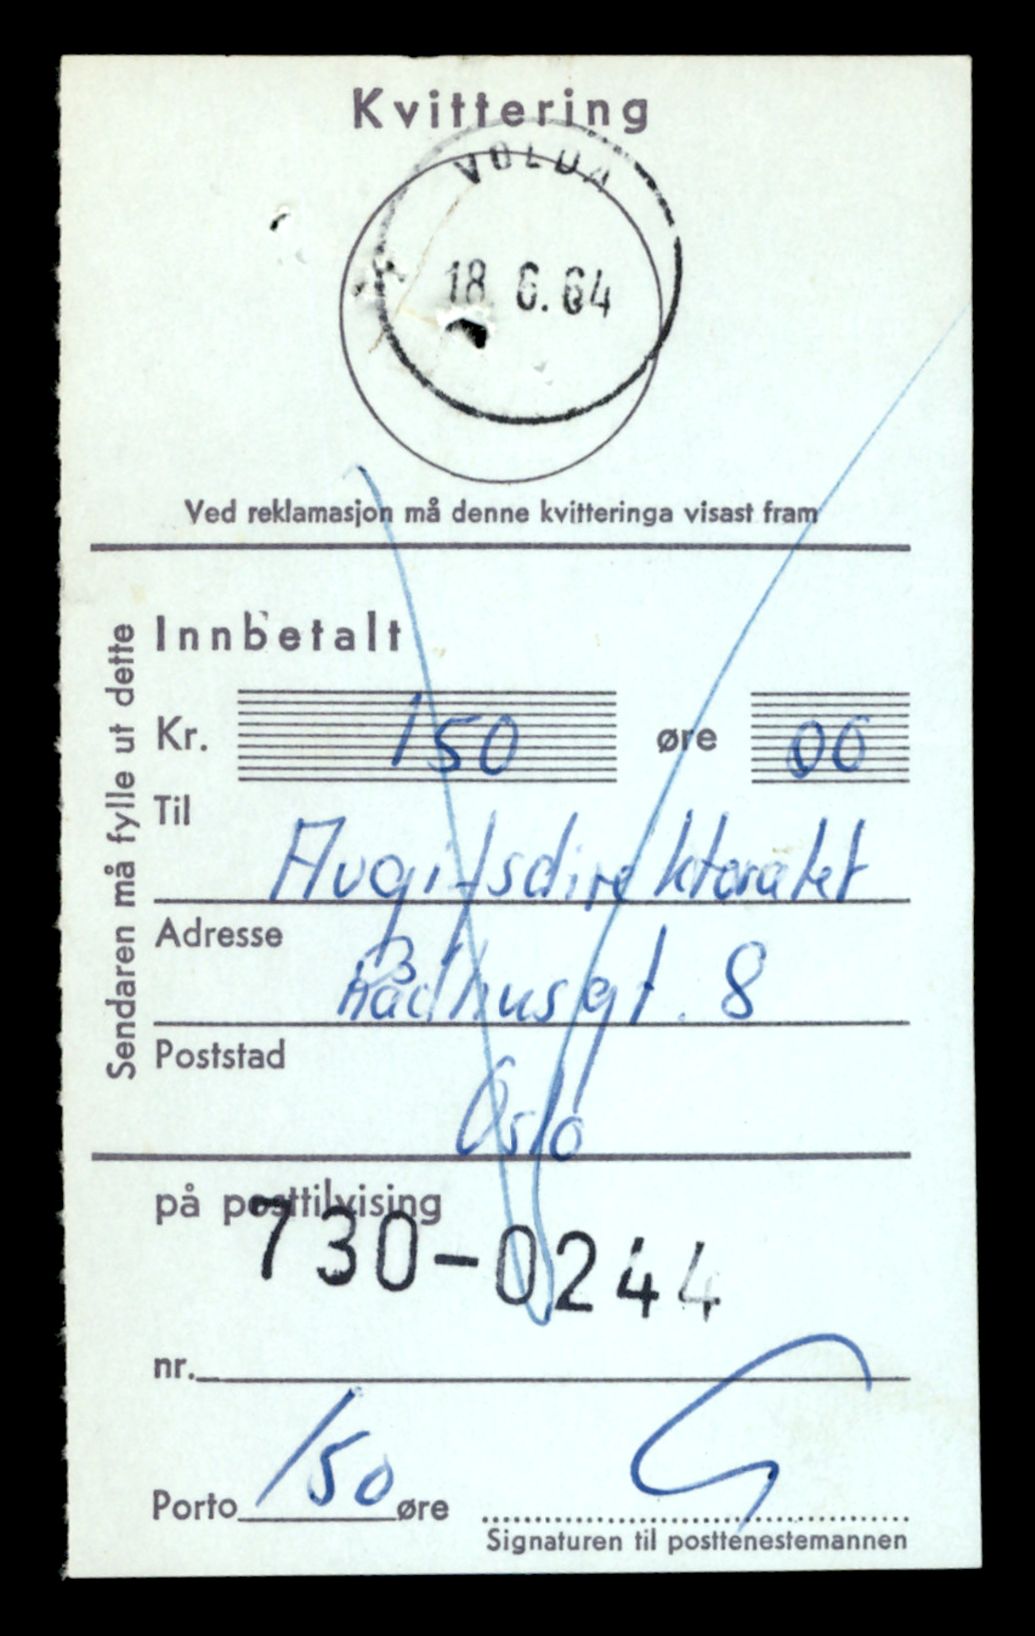 Kvittering
VOLDA
18. 6. 64
Ved reklamasjon må denne kvitteringa visast fram
Sendaren må fylle ut dette
Innbetalt
Kr. 150 øre 00
Til
Avgiftsdirektoratet
Adresse
Rådhusgt. 8
Poststad
Oslo
på posttilvising
730-0244
nr.
Porto 150 øre
Signaturen til posttenestemannen